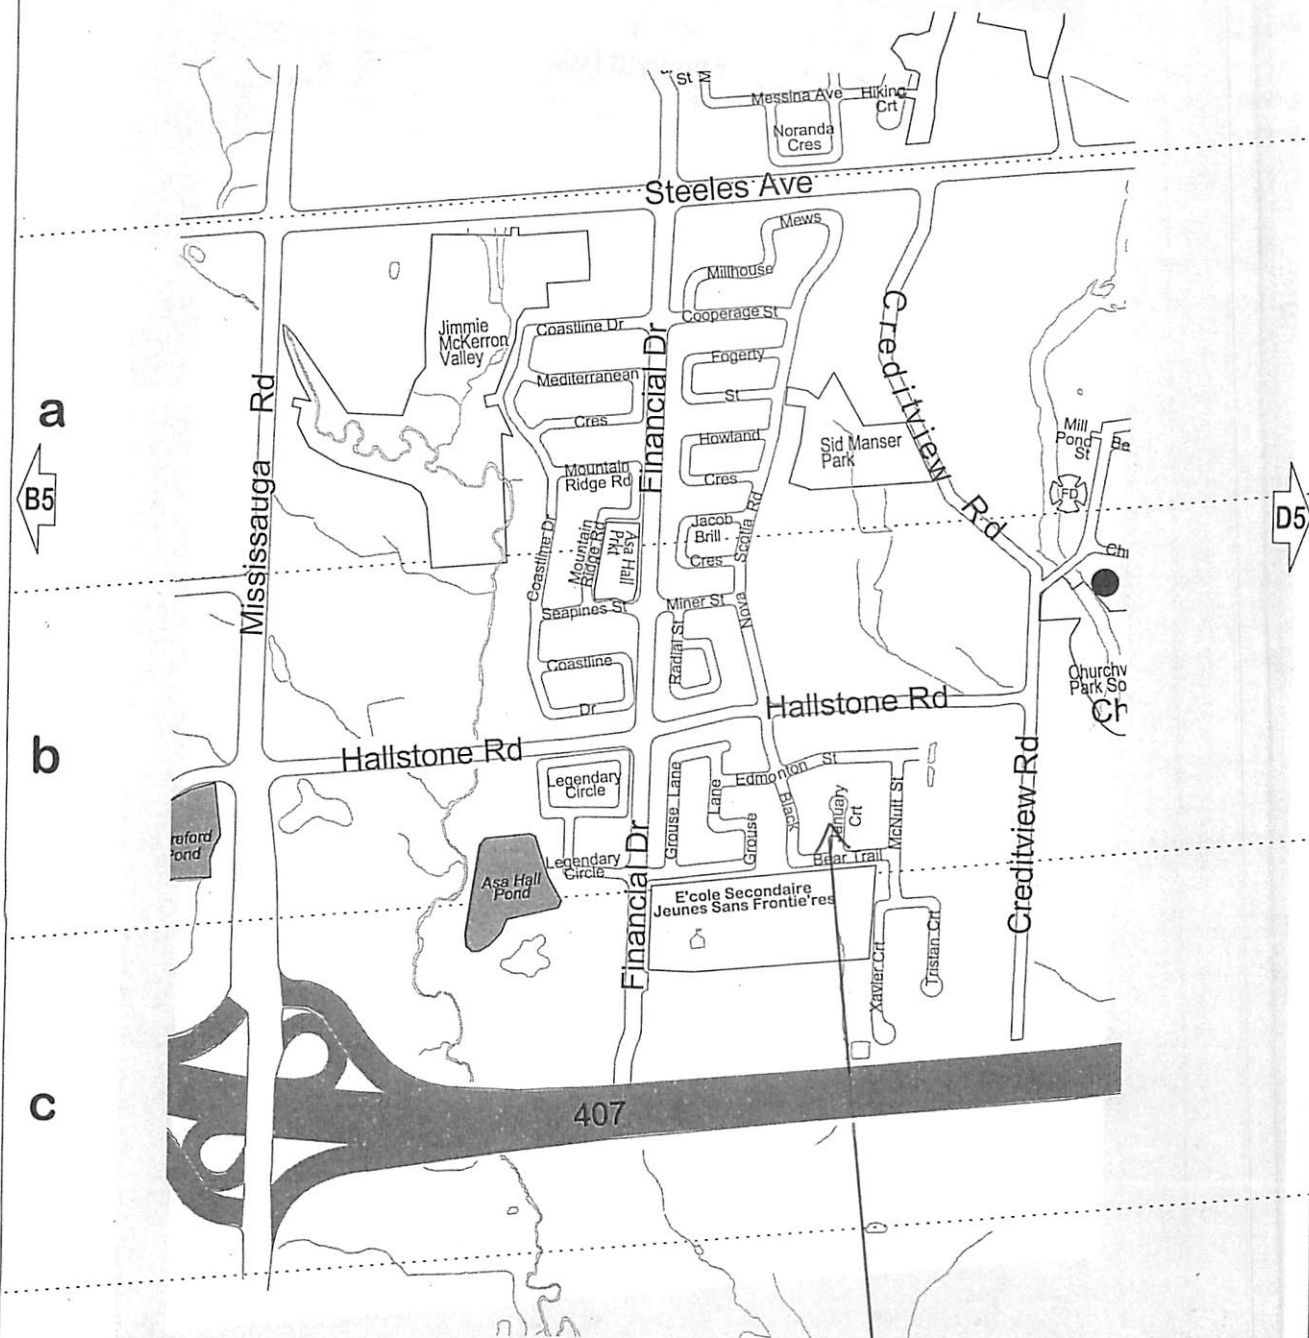 St
Messina Ave
Hiking
Crt
Noranda
Cres
Steeles Ave
Mews
Millhouse
Cooperage St
Coastline Dr
Jimmie
McKerron
Valley
Financial Dr
Creditview Rd
Fogerty
St
Mediterranean
Cres
Mississauga Rd
a
B5
Howland
Cres
Sid Manser
Park
Mill
Pond
St
Be
FD
D5
Mountain
Ridge Rd
Mountain
Ridge Rd
Asa Hall
Prkt
Jacob
Brill
Cres
Nova Scotia Rd
Coastline Dr
Seapines St
Miner St
Radial St
Coastline
Dr
Churchv
Park So
Ch
Hallstone Rd
Hallstone Rd
b
Legendary
Circle
Grouse Lane
Lane
Grouse
Edmonton St
Black
Bear Trail
January
Crt
McNutt St
Creditview Rd
reford
Pond
Legendary
Circle
Asa Hall
Pond
Financial Dr
E'cole Secondaire
Jeunes Sans Frontie'res
Xavier Crt
Tristan Crt
c
407